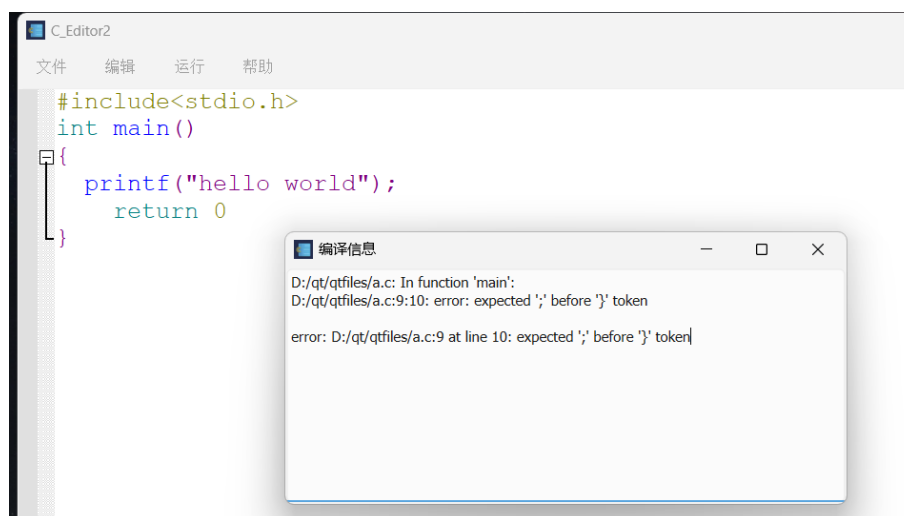 C_Editor2
文件 编辑 运行 帮助
#include<stdio.h>
int main()
{
printf("hello world");
return 0
}
编译信息
D:/qt/qtfiles/a.c: In function 'main':
D:/qt/qtfiles/a.c:9:10: error: expected ';' before '}' token
error: D:/qt/qtfiles/a.c:9 at line 10: expected ';' before '}' token